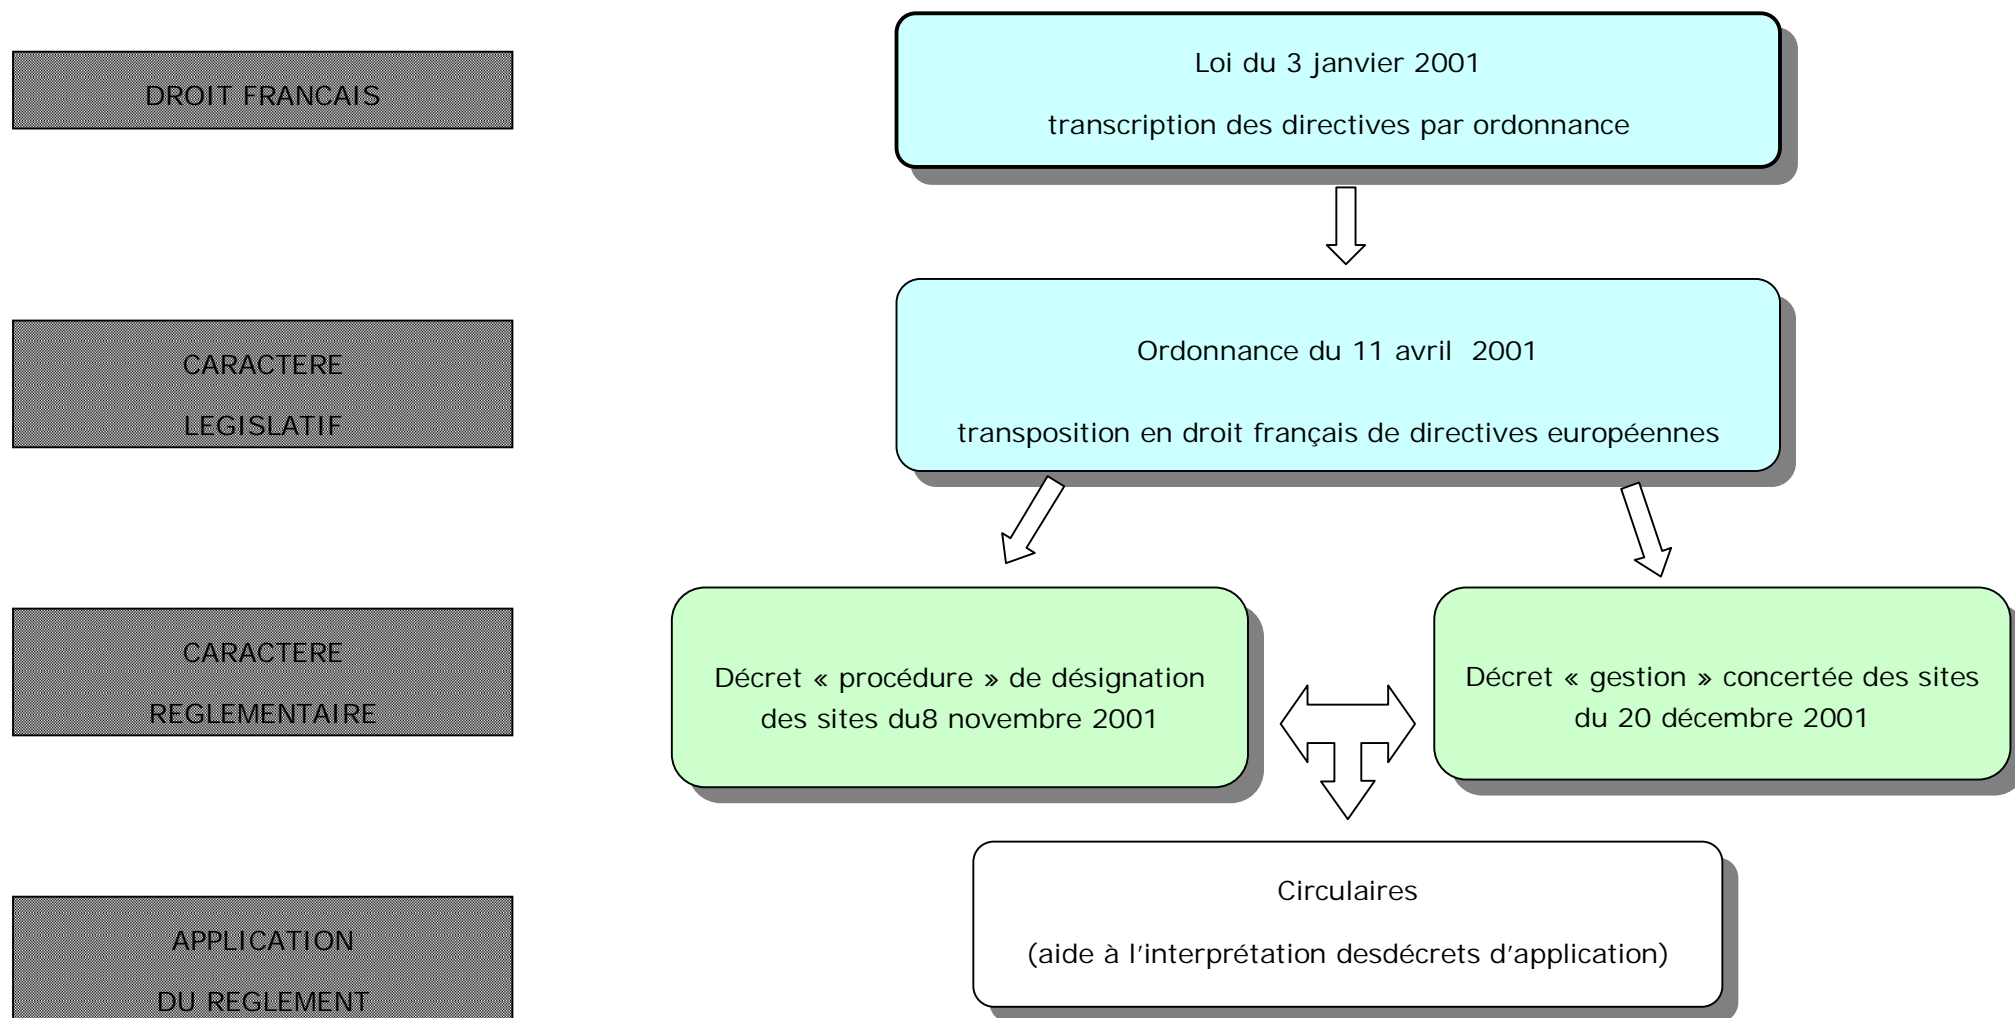 DROIT FRANCAIS
Loi du 3 janvier 2001
transcription des directives par ordonnance
CARACTERE
LEGISLATIF
Ordonnance du 11 avril  2001
transposition en droit français de directives européennes
CARACTERE
REGLEMENTAIRE
Décret « procédure » de désignation
des sites du8 novembre 2001
Décret « gestion » concertée des sites
du 20 décembre 2001
APPLICATION
DU REGLEMENT
Circulaires
(aide à l’interprétation desdécrets d’application)